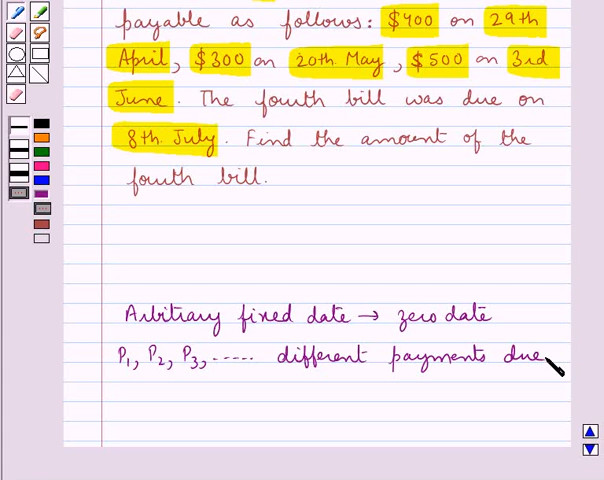 payable as follows: $400 on 29th
April, $300 on 20th May, $500 on 3rd
June. The fourth bill was due on
8th July. Find the amount of the
fourth bill.
Arbitrary fixed date → zero date
P1, P2, P3, ..... different payments due